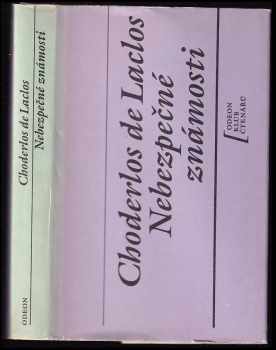 Choderlos de Laclos
Nebezpečné známosti
ODEON
Choderlos de Laclos
Nebezpečné
známosti
ODEON
KLUB
ČTENÁŘŮ